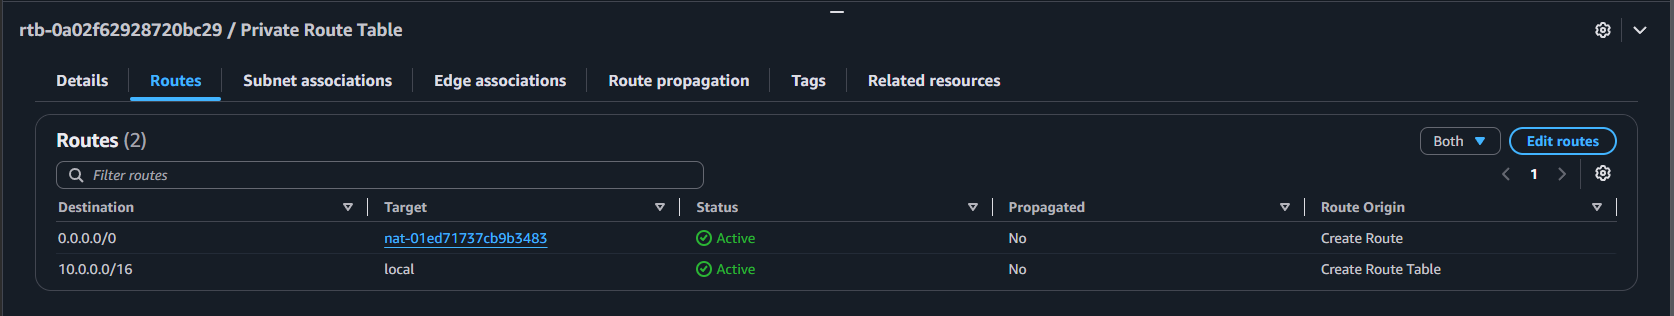 rtb-0a02f62928720bc29 / Private Route Table
Details Routes Subnet associations Edge associations Route propagation Tags Related resources
Routes (2)
Both Edit routes
Filter routes
1
Destination Target Status Propagated Route Origin
0.0.0.0/0 nat-01ed71737cb9b3483 Active No Create Route
10.0.0.0/16 local Active No Create Route Table